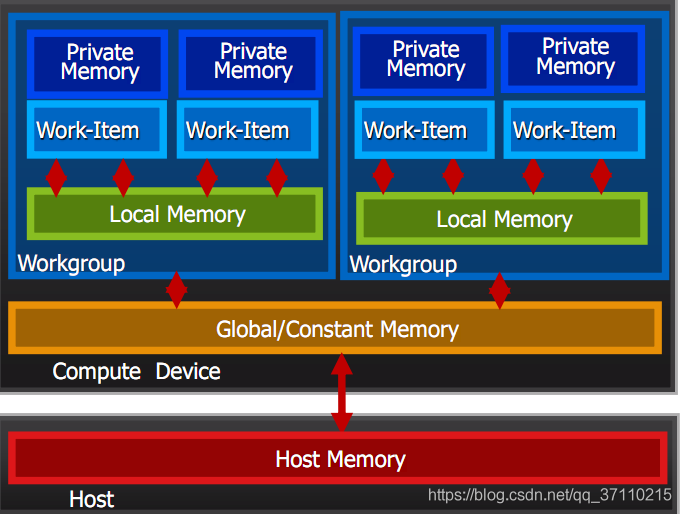 Private
Memory
Private
Memory
Private
Memory
Private
Memory
Work-Item
Work-Item
Work-Item
Work-Item
Local Memory
Local Memory
Workgroup
Workgroup
Global/Constant Memory
Compute Device
Host Memory
Host
https://blog.csdn.net/qq_37110215